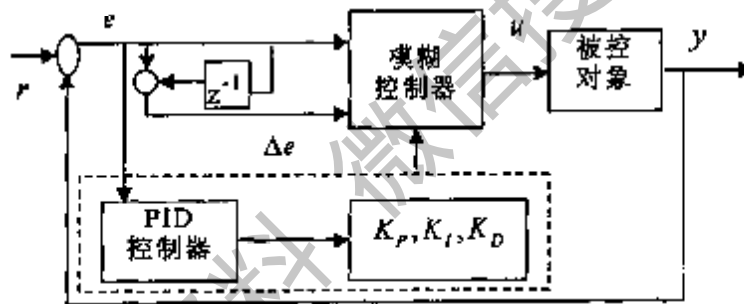 e
模糊
控制器
u
被控
对象
y
r
Z⁻¹
Δe
PID
控制器
K_P, K_I, K_D